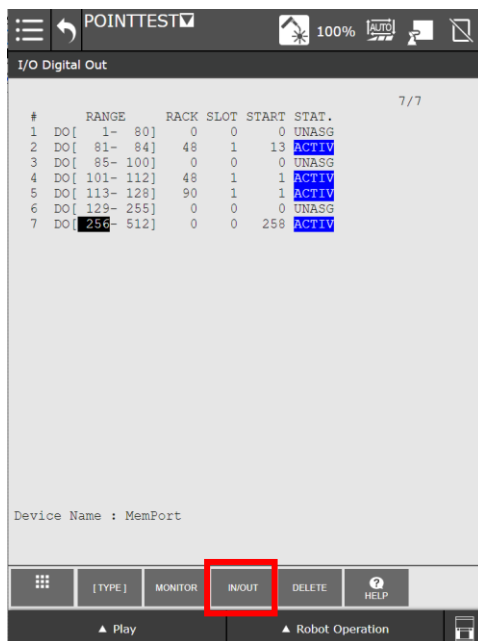 POINTTEST
100%
AUTO
I/O Digital Out
7/7
# RANGE RACK SLOT START STAT.
1 DO[ 1- 80] 0 0 0 UNASG
2 DO[ 81- 84] 48 1 13 ACTIV
3 DO[ 85- 100] 0 0 0 UNASG
4 DO[ 101- 112] 48 1 1 ACTIV
5 DO[ 113- 128] 90 1 1 ACTIV
6 DO[ 129- 255] 0 0 0 UNASG
7 DO[ 256- 512] 0 0 258 ACTIV
Device Name : MemPort
[ TYPE ] MONITOR IN/OUT DELETE ? HELP
▲ Play ▲ Robot Operation